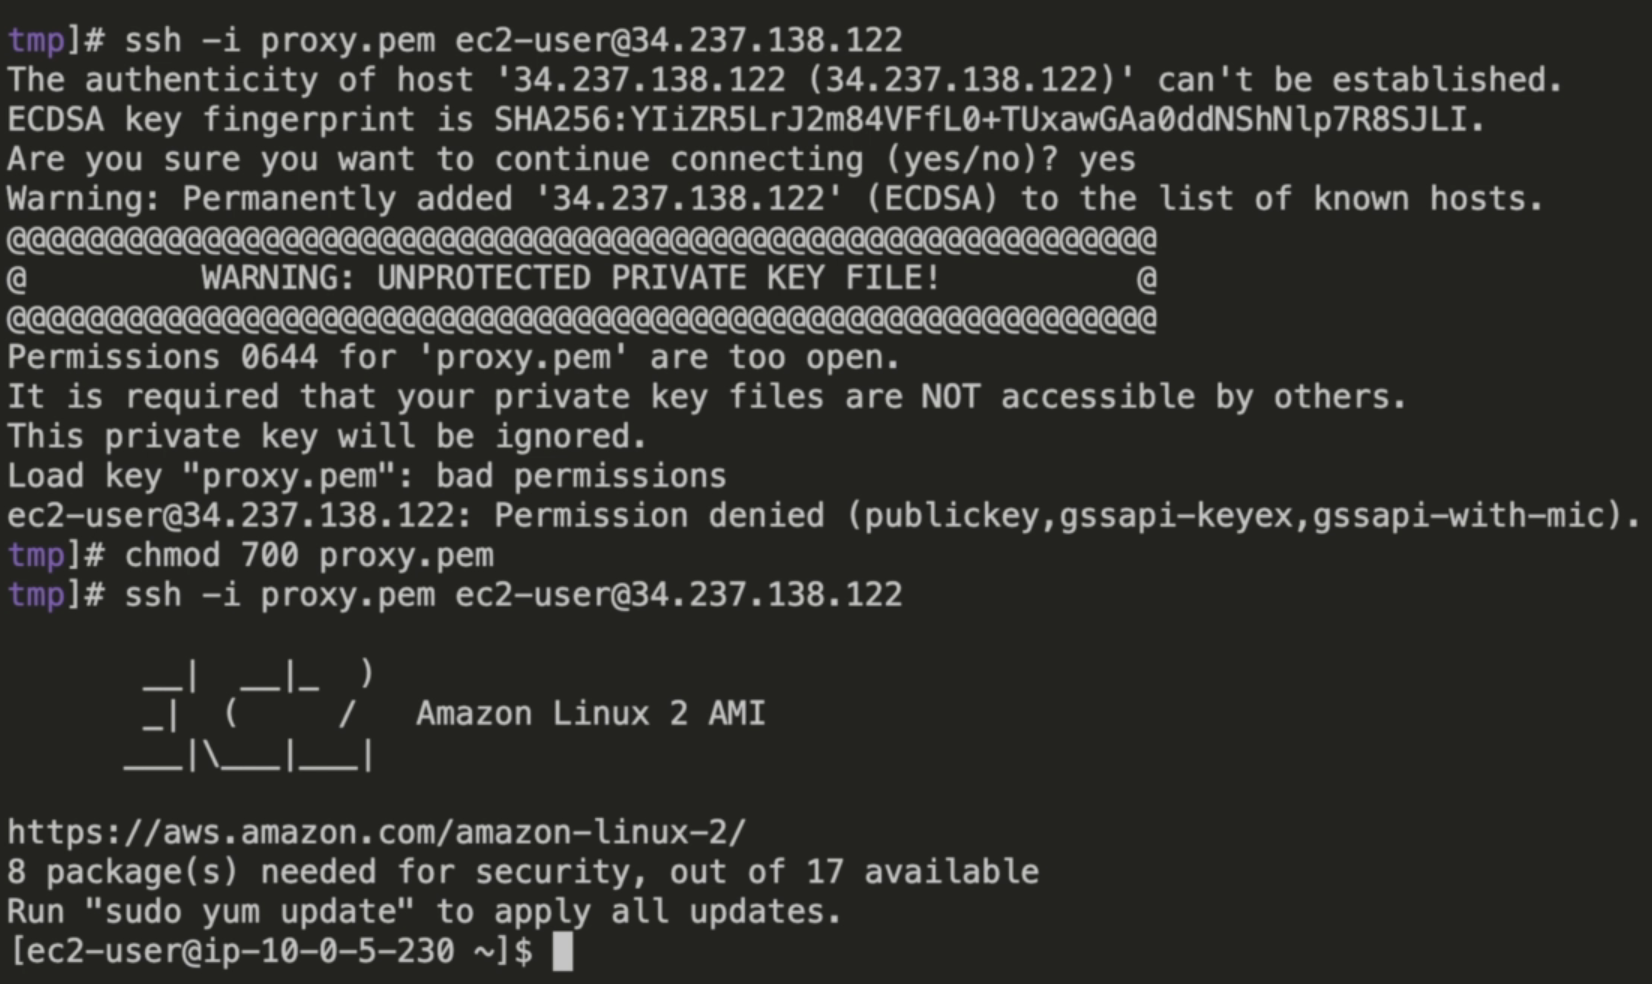 tmp]# ssh -i proxy.pem ec2-user@34.237.138.122
The authenticity of host '34.237.138.122 (34.237.138.122)' can't be established.
ECDSA key fingerprint is SHA256:YIiZR5LrJ2m84VFfL0+TUxawGAa0ddNShNlp7R8SJLI.
Are you sure you want to continue connecting (yes/no)? yes
Warning: Permanently added '34.237.138.122' (ECDSA) to the list of known hosts.
@@@@@@@@@@@@@@@@@@@@@@@@@@@@@@@@@@@@@@@@@@@@@@@@@@@@@@@@@@@
@         WARNING: UNPROTECTED PRIVATE KEY FILE!          @
@@@@@@@@@@@@@@@@@@@@@@@@@@@@@@@@@@@@@@@@@@@@@@@@@@@@@@@@@@@
Permissions 0644 for 'proxy.pem' are too open.
It is required that your private key files are NOT accessible by others.
This private key will be ignored.
Load key "proxy.pem": bad permissions
ec2-user@34.237.138.122: Permission denied (publickey,gssapi-keyex,gssapi-with-mic).
tmp]# chmod 700 proxy.pem
tmp]# ssh -i proxy.pem ec2-user@34.237.138.122

       __|  __|_  )
       _|  (     /   Amazon Linux 2 AMI
      ___|\___|___|

https://aws.amazon.com/amazon-linux-2/
8 package(s) needed for security, out of 17 available
Run "sudo yum update" to apply all updates.
[ec2-user@ip-10-0-5-230 ~]$